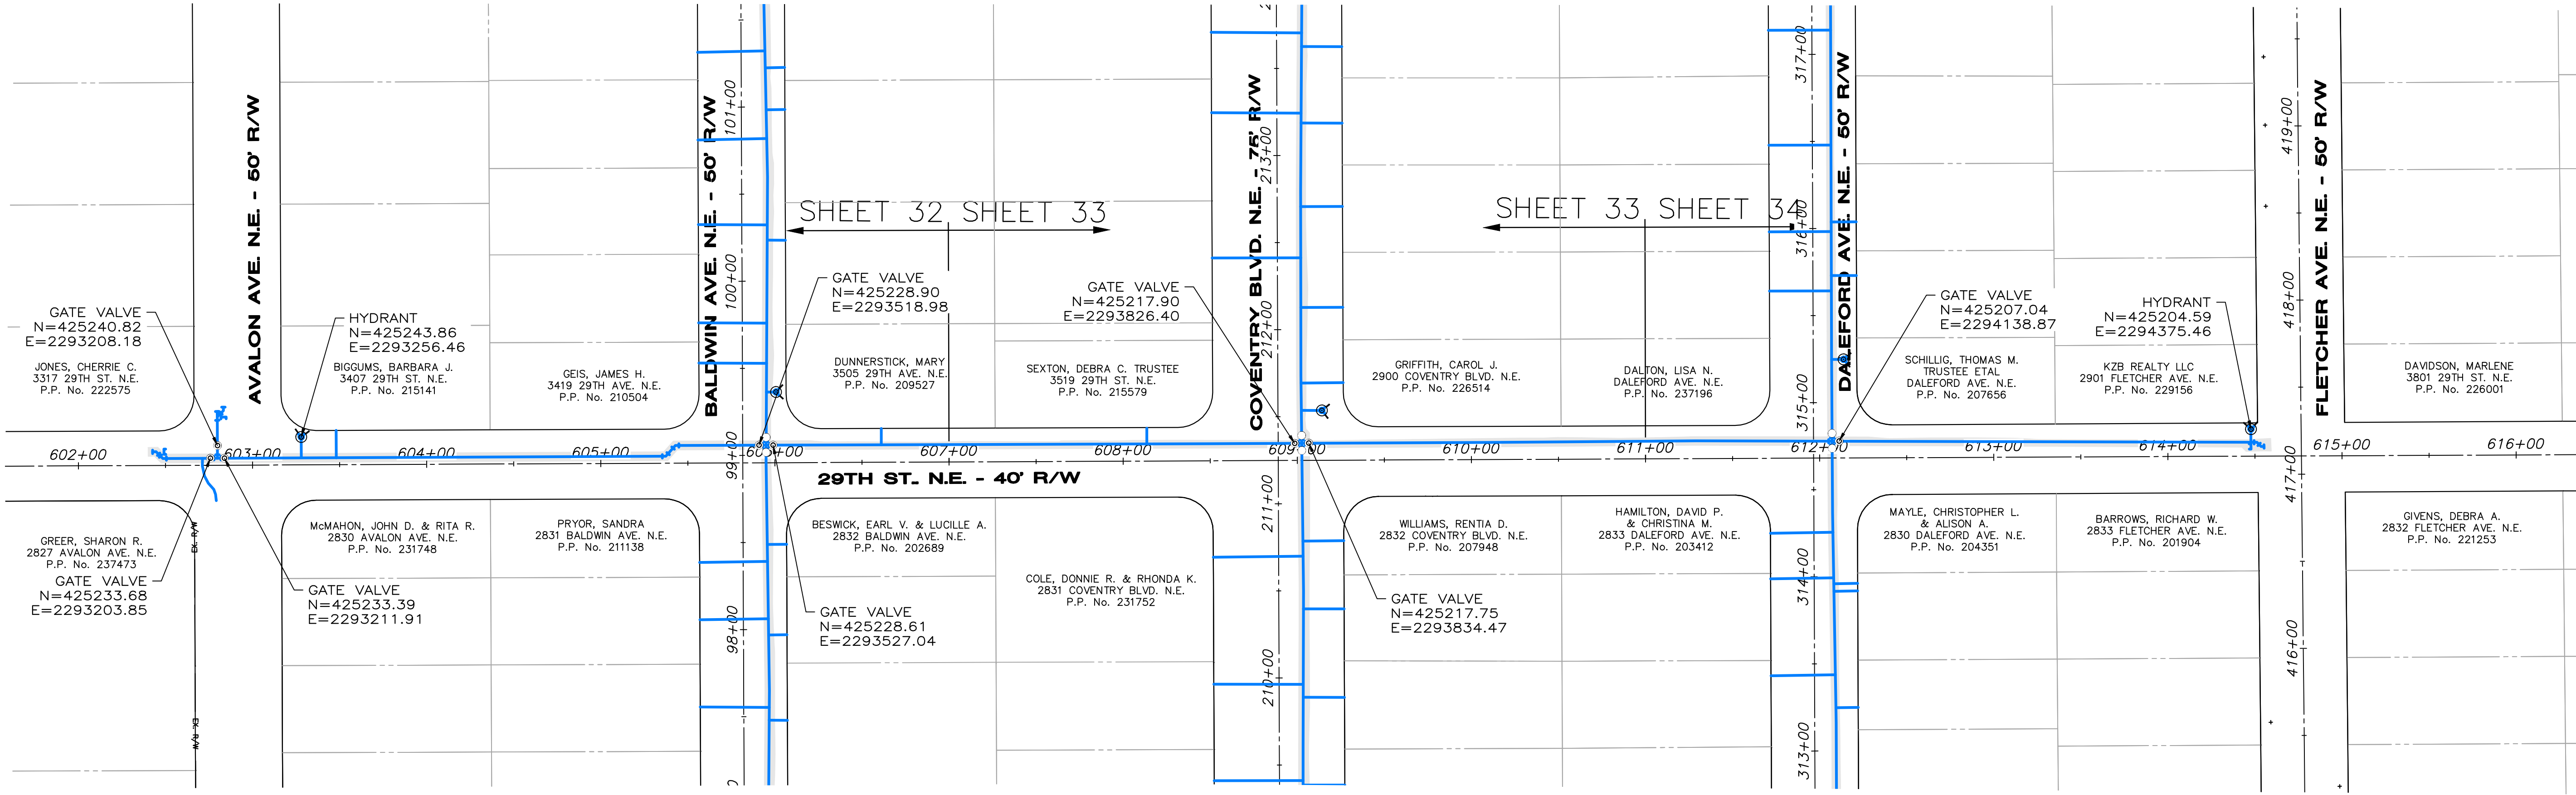 AVALON AVE. N.E. - 50' R/W
BALDWIN AVE. N.E. - 50' R/W
COVENTRY BLVD. N.E. - 75' R/W
DALEFORD AVE. N.E. - 50' R/W
FLETCHER AVE. N.E. - 50' R/W
101+00
100+00
99+00
98+00
213+00
212+00
211+00
210+00
317+00
316+00
315+00
314+00
313+00
419+00
418+00
417+00
416+00
SHEET 32 SHEET 33
SHEET 33 SHEET 34
GATE VALVE
N=425240.82
E=2293208.18
HYDRANT
N=425243.86
E=2293256.46
GATE VALVE
N=425228.90
E=2293518.98
GATE VALVE
N=425217.90
E=2293826.40
GATE VALVE
N=425207.04
E=2294138.87
HYDRANT
N=425204.59
E=2294375.46
JONES, CHERRIE C.
3317 29TH ST. N.E.
P.P. No. 222575
BIGGUMS, BARBARA J.
3407 29TH ST. N.E.
P.P. No. 215141
GEIS, JAMES H.
3419 29TH AVE. N.E.
P.P. No. 210504
DUNNERSTICK, MARY
3505 29TH AVE. N.E.
P.P. No. 209527
SEXTON, DEBRA C. TRUSTEE
3519 29TH ST. N.E.
P.P. No. 215579
GRIFFITH, CAROL J.
2900 COVENTRY BLVD. N.E.
P.P. No. 226514
DALTON, LISA N.
DALEFORD AVE. N.E.
P.P. No. 237196
SCHILLIG, THOMAS M.
TRUSTEE ETAL
DALEFORD AVE. N.E.
P.P. No. 207656
KZB REALTY LLC
2901 FLETCHER AVE. N.E.
P.P. No. 229156
DAVIDSON, MARLENE
3801 29TH ST. N.E.
P.P. No. 226001
602+00
603+00
604+00
605+00
606+00
607+00
608+00
609+00
610+00
611+00
612+00
613+00
614+00
615+00
616+00
29TH ST. N.E. - 40' R/W
EX. R/W
EX. R/W
GREER, SHARON R.
2827 AVALON AVE. N.E.
P.P. No. 237473
McMAHON, JOHN D. & RITA R.
2830 AVALON AVE. N.E.
P.P. No. 231748
PRYOR, SANDRA
2831 BALDWIN AVE. N.E.
P.P. No. 211138
BESWICK, EARL V. & LUCILLE A.
2832 BALDWIN AVE. N.E.
P.P. No. 202689
COLE, DONNIE R. & RHONDA K.
2831 COVENTRY BLVD. N.E.
P.P. No. 231752
WILLIAMS, RENTIA D.
2832 COVENTRY BLVD. N.E.
P.P. No. 207948
HAMILTON, DAVID P.
& CHRISTINA M.
2833 DALEFORD AVE. N.E.
P.P. No. 203412
MAYLE, CHRISTOPHER L.
& ALISON A.
2830 DALEFORD AVE. N.E.
P.P. No. 204351
BARROWS, RICHARD W.
2833 FLETCHER AVE. N.E.
P.P. No. 201904
GIVENS, DEBRA A.
2832 FLETCHER AVE. N.E.
P.P. No. 221253
GATE VALVE
N=425233.68
E=2293203.85
GATE VALVE
N=425233.39
E=2293211.91
GATE VALVE
N=425228.61
E=2293527.04
GATE VALVE
N=425217.75
E=2293834.47